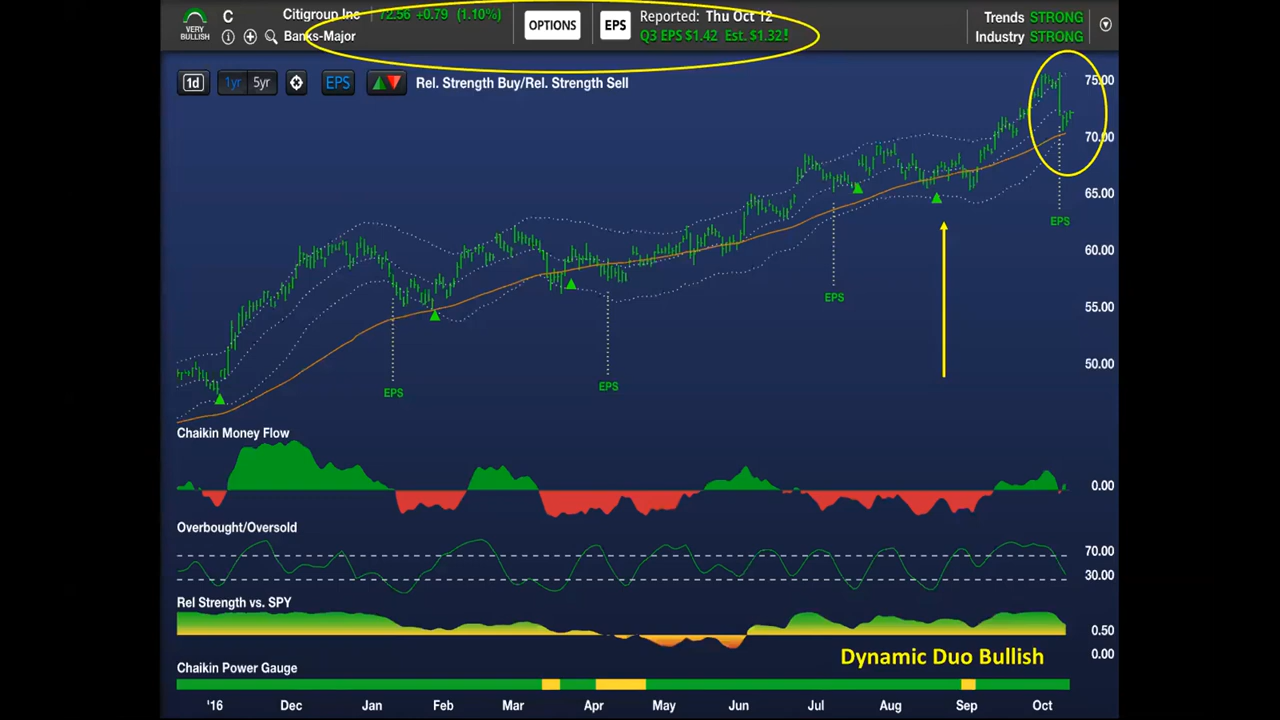 VERY
BULLISH
C
Citigroup Inc
Banks-Major
72.56 +0.79 (1.10%)
OPTIONS
EPS
Reported: Thu Oct 12
Q3 EPS $1.42 Est. $1.32!
Trends STRONG
Industry STRONG
1d
1yr
5yr
EPS
Rel. Strength Buy/Rel. Strength Sell
75.00
70.00
65.00
60.00
55.00
50.00
EPS
EPS
EPS
EPS
Chaikin Money Flow
0.00
Overbought/Oversold
70.00
30.00
Rel Strength vs. SPY
0.50
0.00
Dynamic Duo Bullish
Chaikin Power Gauge
'16 Dec Jan Feb Mar Apr May Jun Jul Aug Sep Oct